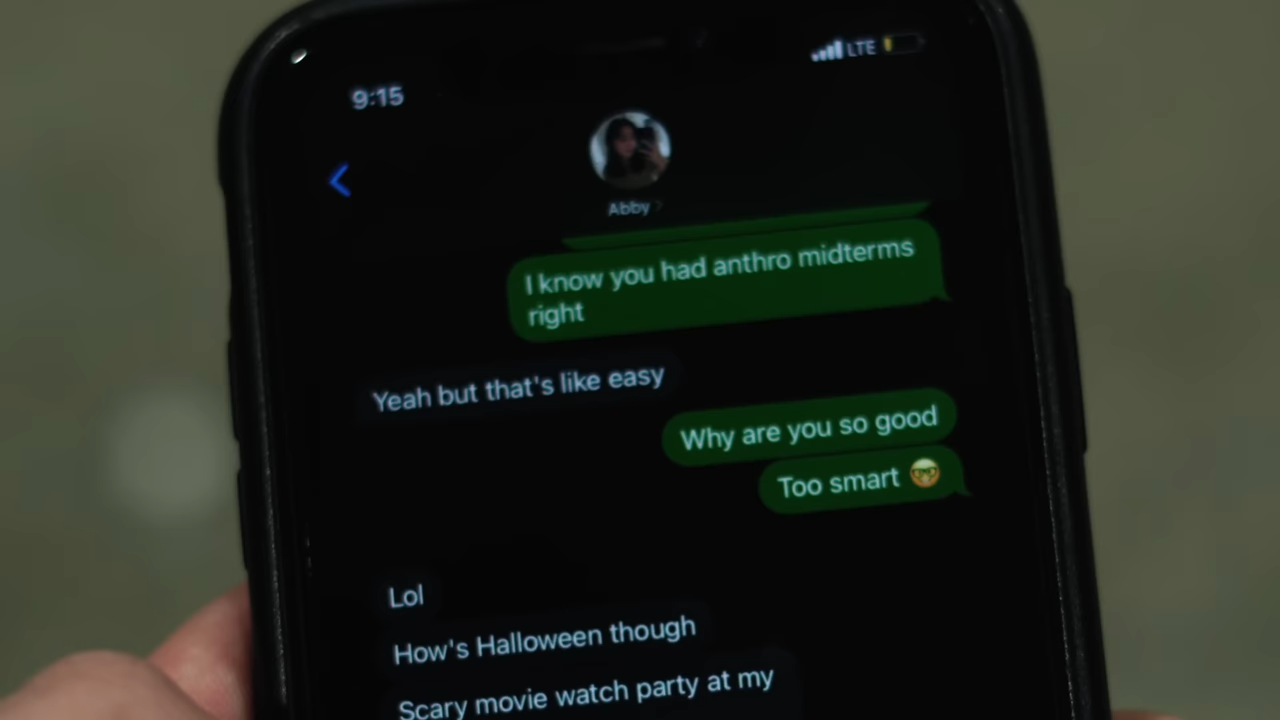 9:15
LTE
Abby
I know you had anthro midterms
right
Yeah but that's like easy
Why are you so good
Too smart 🤓
Lol
How's Halloween though
Scary movie watch party at my